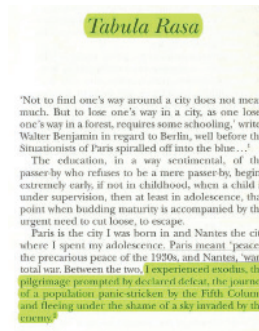 Tabula Rasa
'Not to find one's way around a city does not mea
much. But to lose one's way in a city, as one lose
one's way in a forest, requires some schooling,' write
Walter Benjamin in regard to Berlin, well before th
Situationists of Paris spiralled off into the blue...¹
The education, in a way sentimental, of th
passer-by who refuses to be a mere passer-by, begin
extremely early, if not in childhood, when a child i
under supervision, then at least in adolescence, tha
point when budding maturity is accompanied by th
urgent need to cut loose, to escape.
Paris is the city I was born in and Nantes the cit
where I spent my adolescence. Paris meant 'peace
the precarious peace of the 1930s, and Nantes, 'wa
total war. Between the two, I experienced exodus, th
pilgrimage prompted by declared defeat, the journe
of a population panic-stricken by the Fifth Colum
and fleeing under the shame of a sky invaded by th
enemy.²